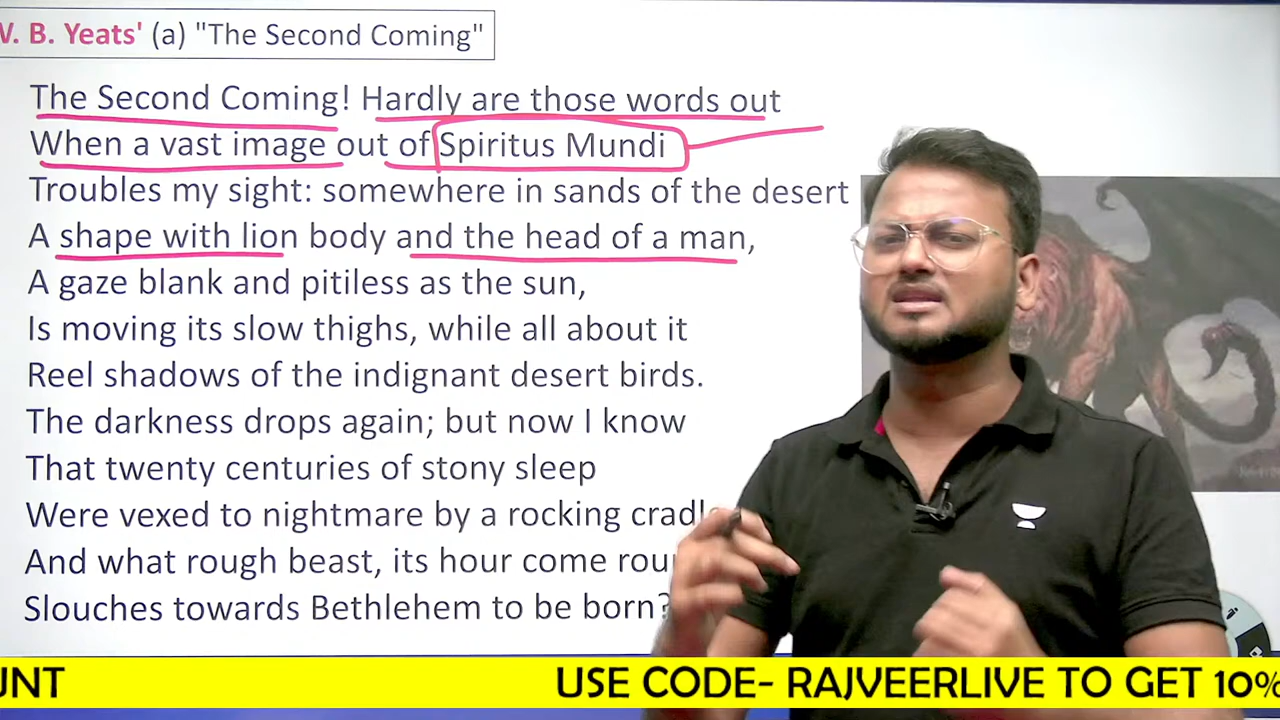 V. B. Yeats' (a) "The Second Coming"
The Second Coming! Hardly are those words out
When a vast image out of Spiritus Mundi
Troubles my sight: somewhere in sands of the desert
A shape with lion body and the head of a man,
A gaze blank and pitiless as the sun,
Is moving its slow thighs, while all about it
Reel shadows of the indignant desert birds.
The darkness drops again; but now I know
That twenty centuries of stony sleep
Were vexed to nightmare by a rocking cradl
And what rough beast, its hour come rou
Slouches towards Bethlehem to be born?
UNT USE CODE- RAJVEERLIVE TO GET 10%